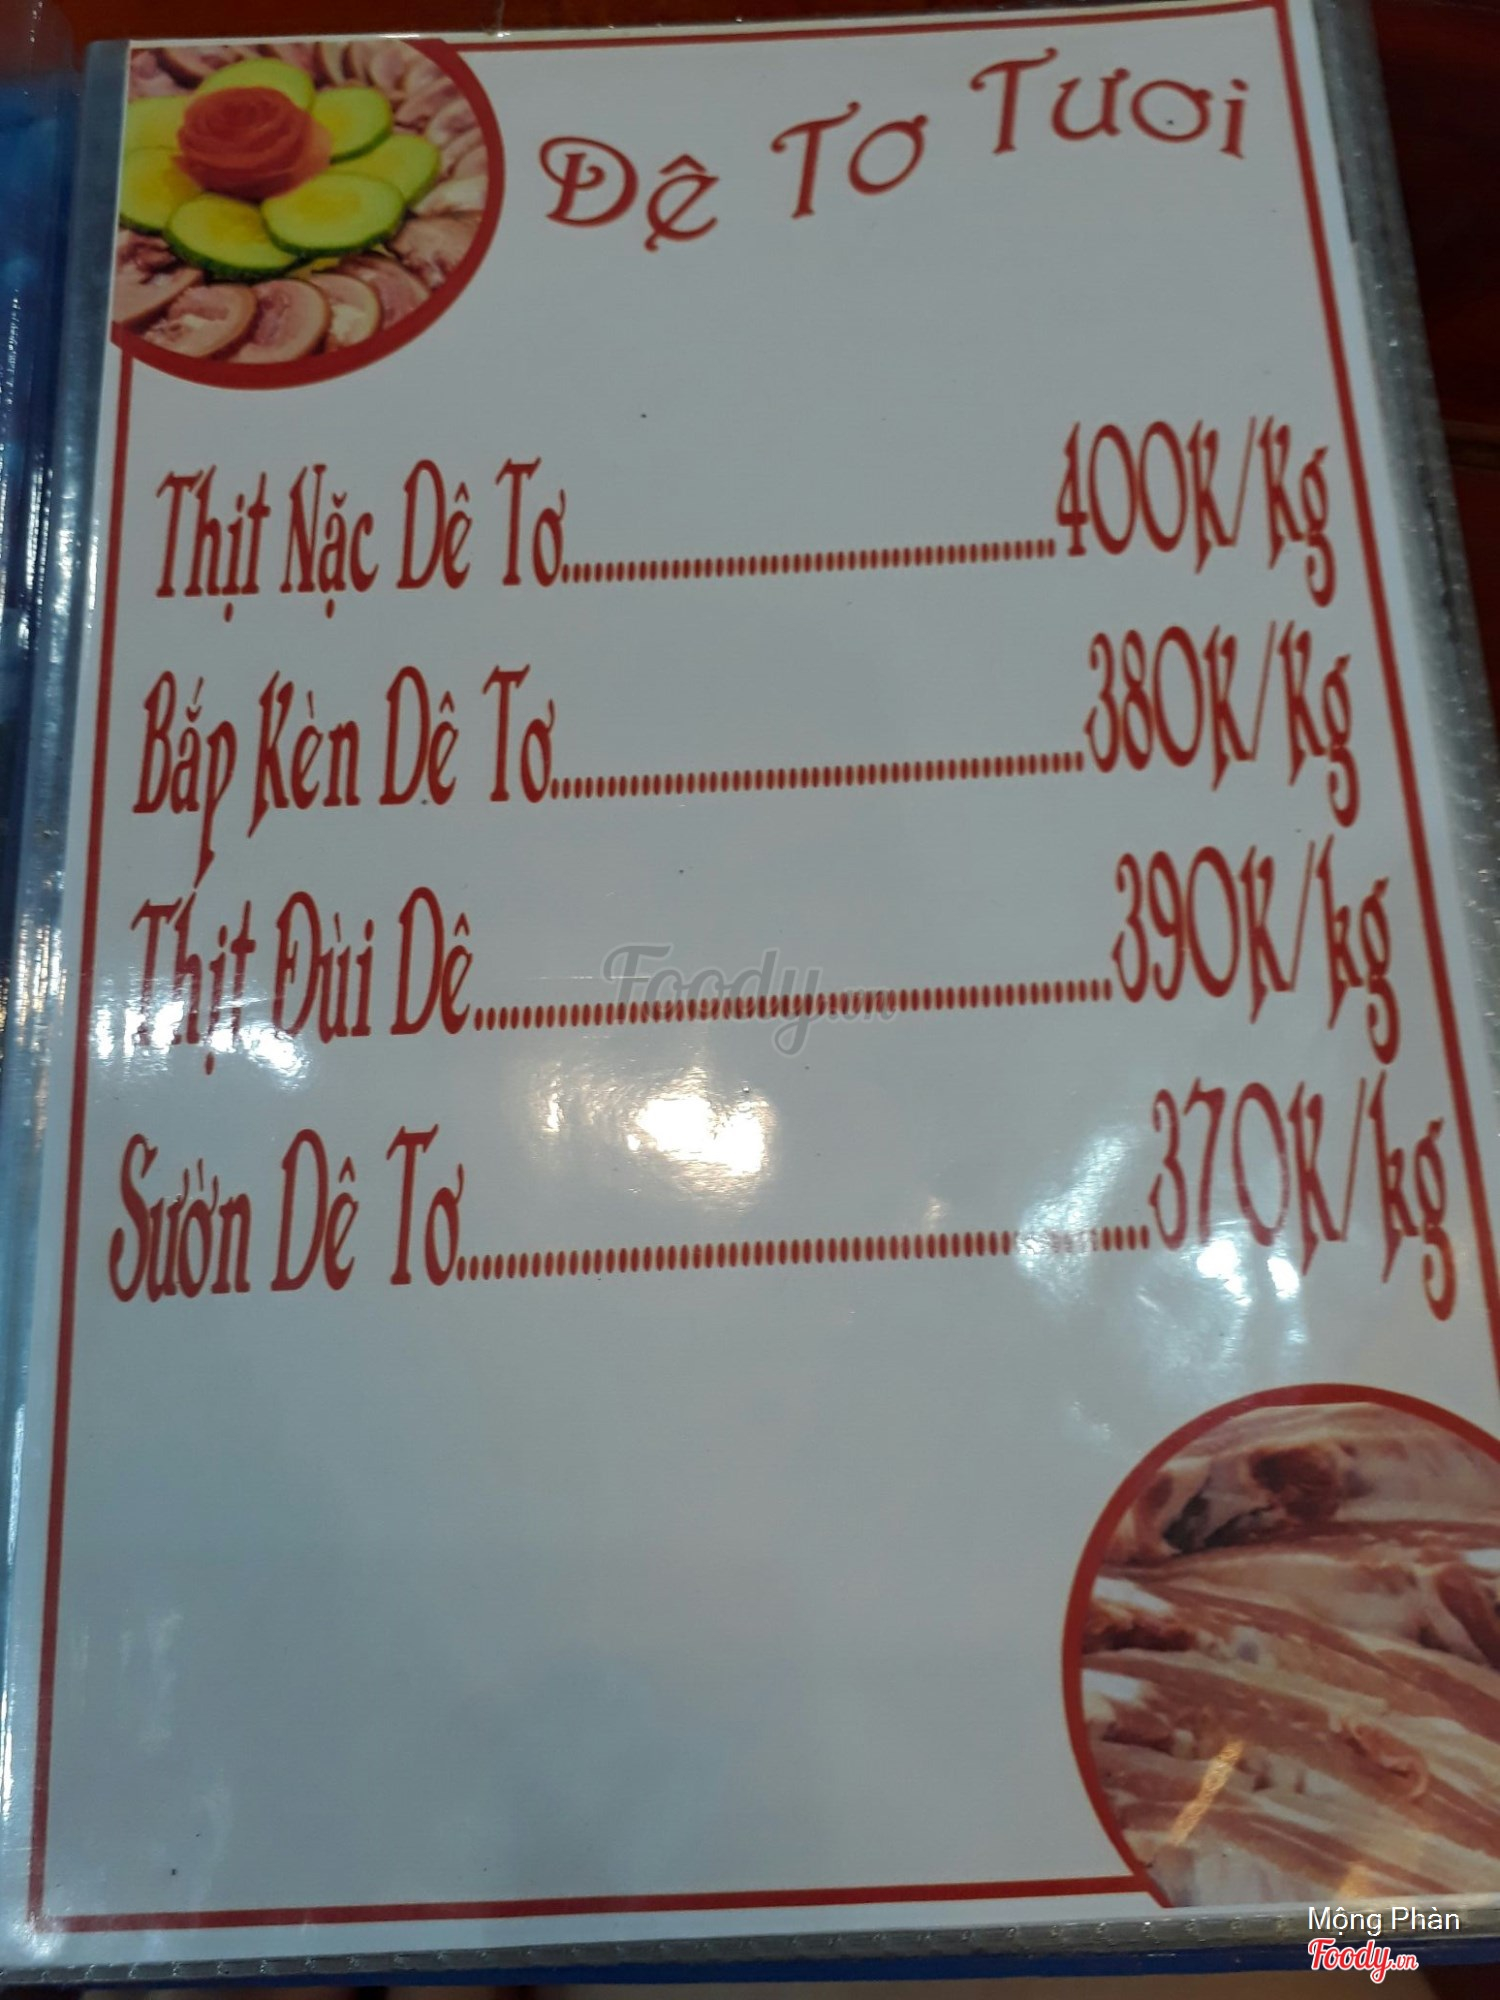 Dê Tơ Tươi
Thịt Nặc Dê Tơ..........400K/Kg
Bắp Kèn Dê Tơ..........380K/Kg
Thịt Đùi Dê..........390K/kg
Foody.vn
Sườn Dê Tơ..........370K/kg
Mộng Phàn
Foody.vn